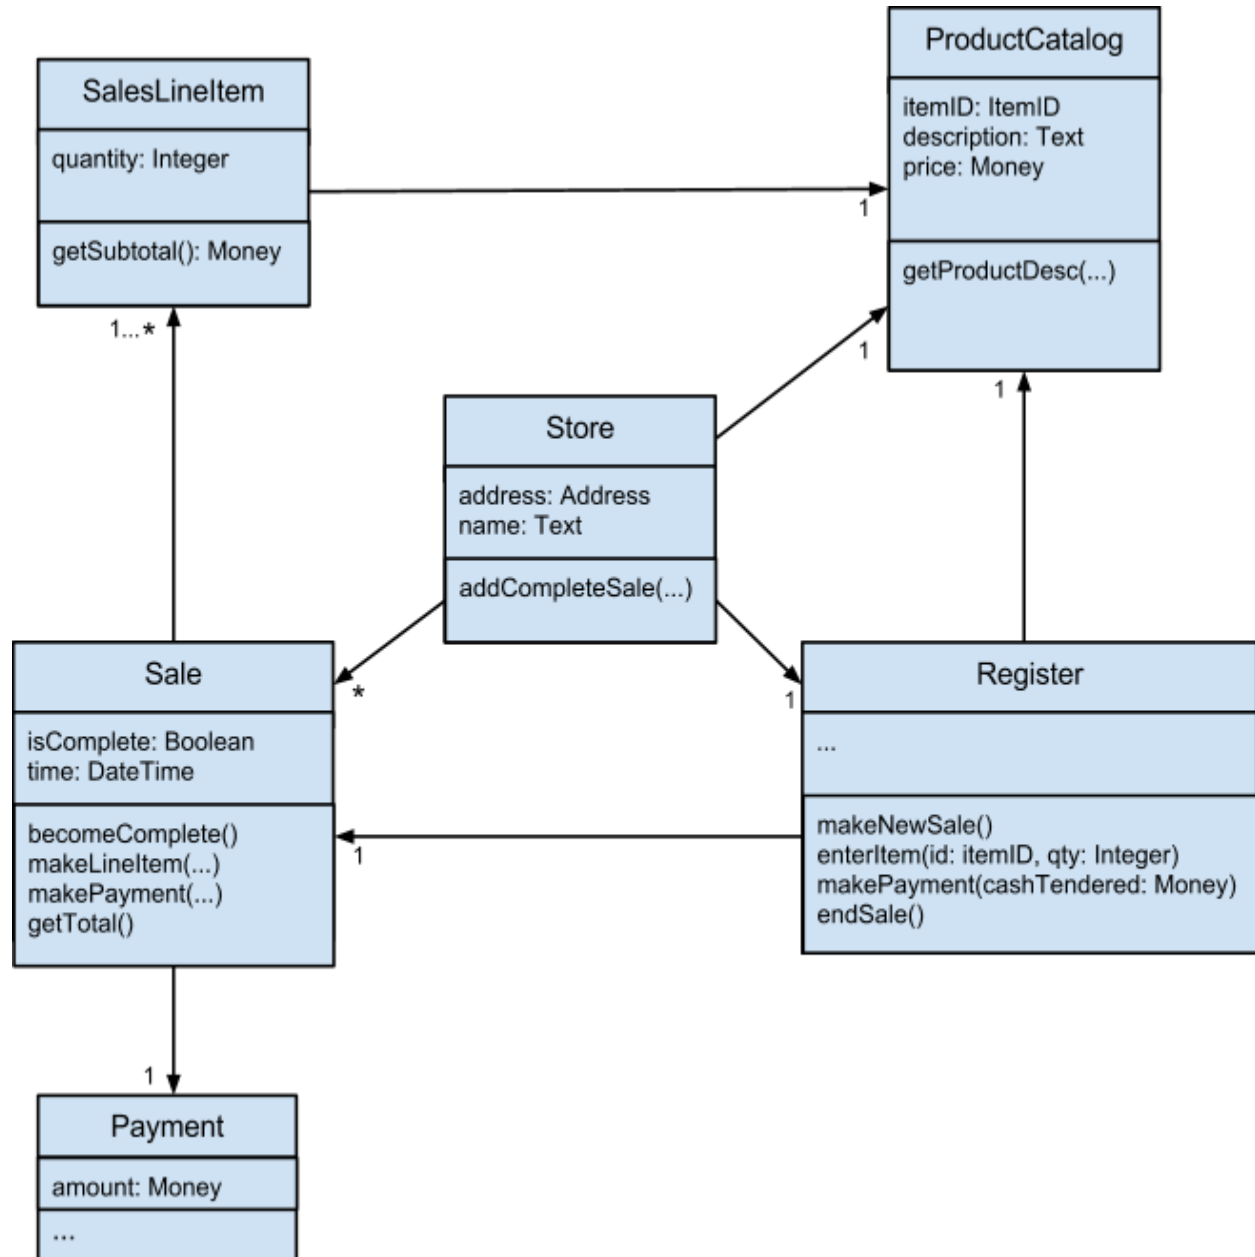 SalesLineItem
quantity: Integer
getSubtotal(): Money
1...*
ProductCatalog
itemID: ItemID
description: Text
price: Money
getProductDesc(...)
1
1
1
Store
address: Address
name: Text
addCompleteSale(...)
*
1
Sale
isComplete: Boolean
time: DateTime
becomeComplete()
makeLineItem(...)
makePayment(...)
getTotal()
1
Register
...
makeNewSale()
enterItem(id: itemID, qty: Integer)
makePayment(cashTendered: Money)
endSale()
1
Payment
amount: Money
...